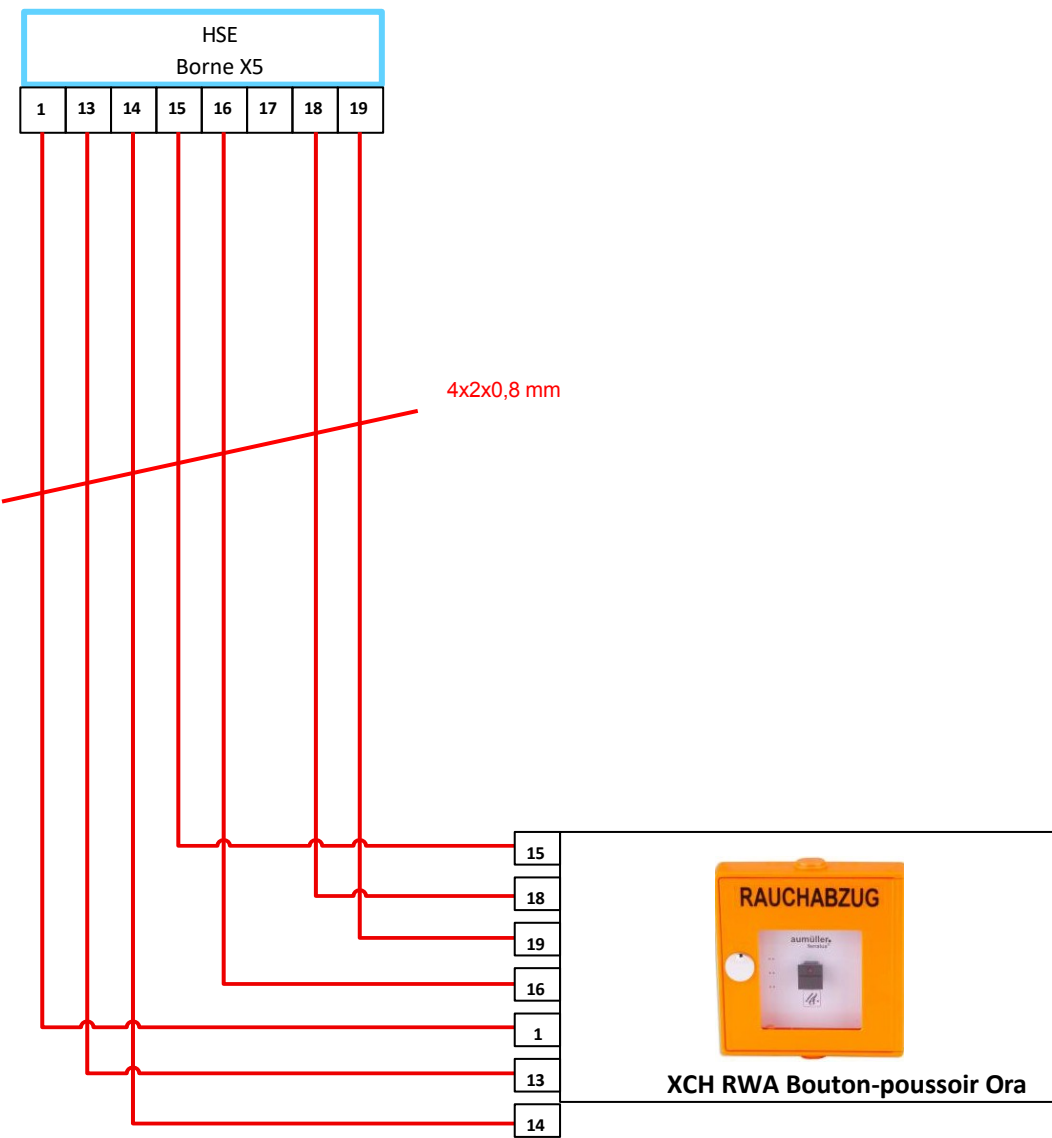 HSE
Borne X5
1 13 14 15 16 17 18 19
4x2x0,8 mm
15
18
19
16
1
13
14
RAUCHABZUG
aumüller
ferralux
XCH RWA Bouton-poussoir Ora